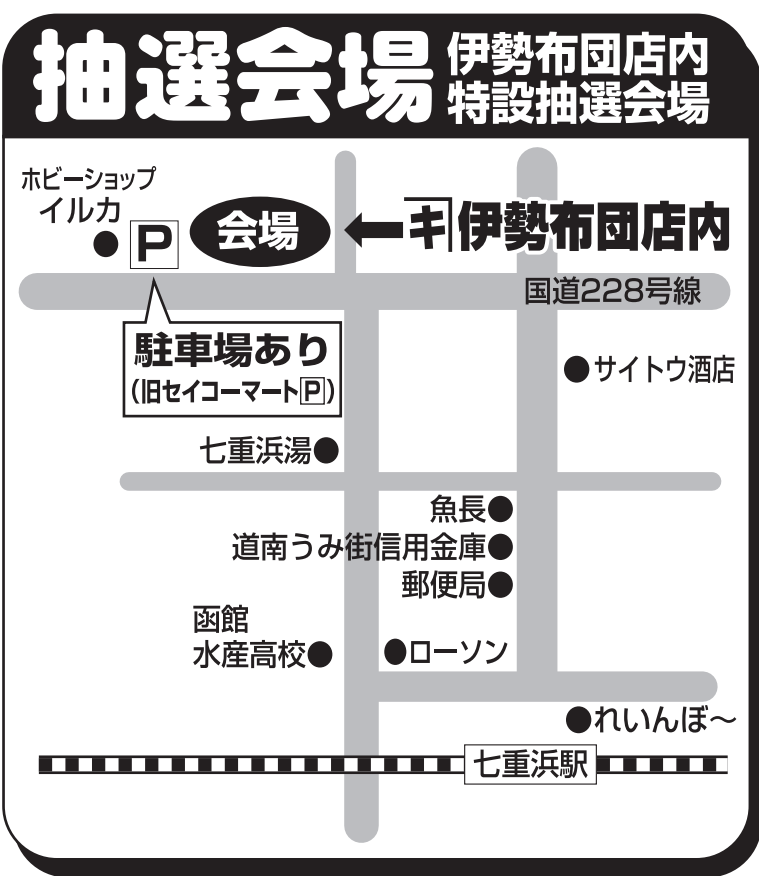 抽選会場
伊勢布団店内
特設抽選会場
ホビーショップ
イルカ
P
会場
キ 伊勢布団店内
国道228号線
駐車場あり
(旧セイコーマートP)
サイトウ酒店
七重浜湯
魚長
道南うみ街信用金庫
郵便局
函館
水産高校
ローソン
れいんぼ～
七重浜駅